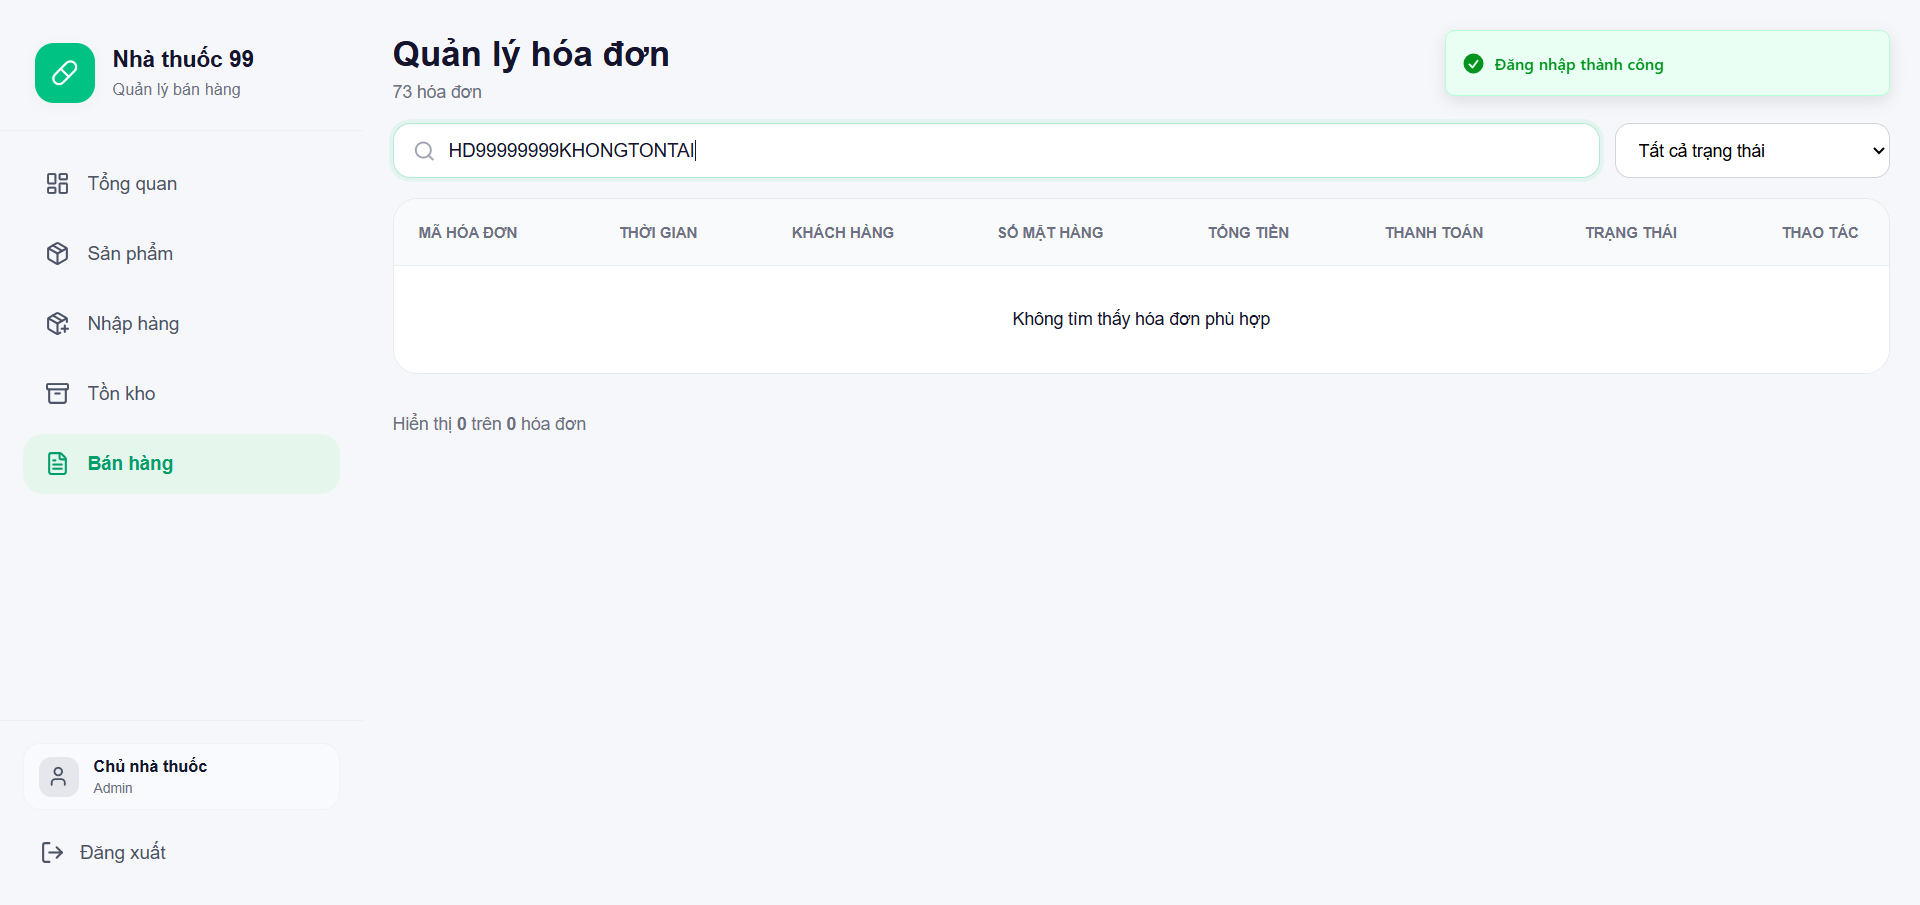 Nhà thuốc 99
Quản lý bán hàng
Tổng quan
Sản phẩm
Nhập hàng
Tồn kho
Bán hàng
Chủ nhà thuốc
Admin
Đăng xuất
Quản lý hóa đơn
73 hóa đơn
Đăng nhập thành công
HD99999999KHONGTONTAI
Tất cả trạng thái
MÃ HÓA ĐƠN THỜI GIAN KHÁCH HÀNG SỐ MẶT HÀNG TỔNG TIỀN THANH TOÁN TRẠNG THÁI THAO TÁC
Không tìm thấy hóa đơn phù hợp
Hiển thị 0 trên 0 hóa đơn